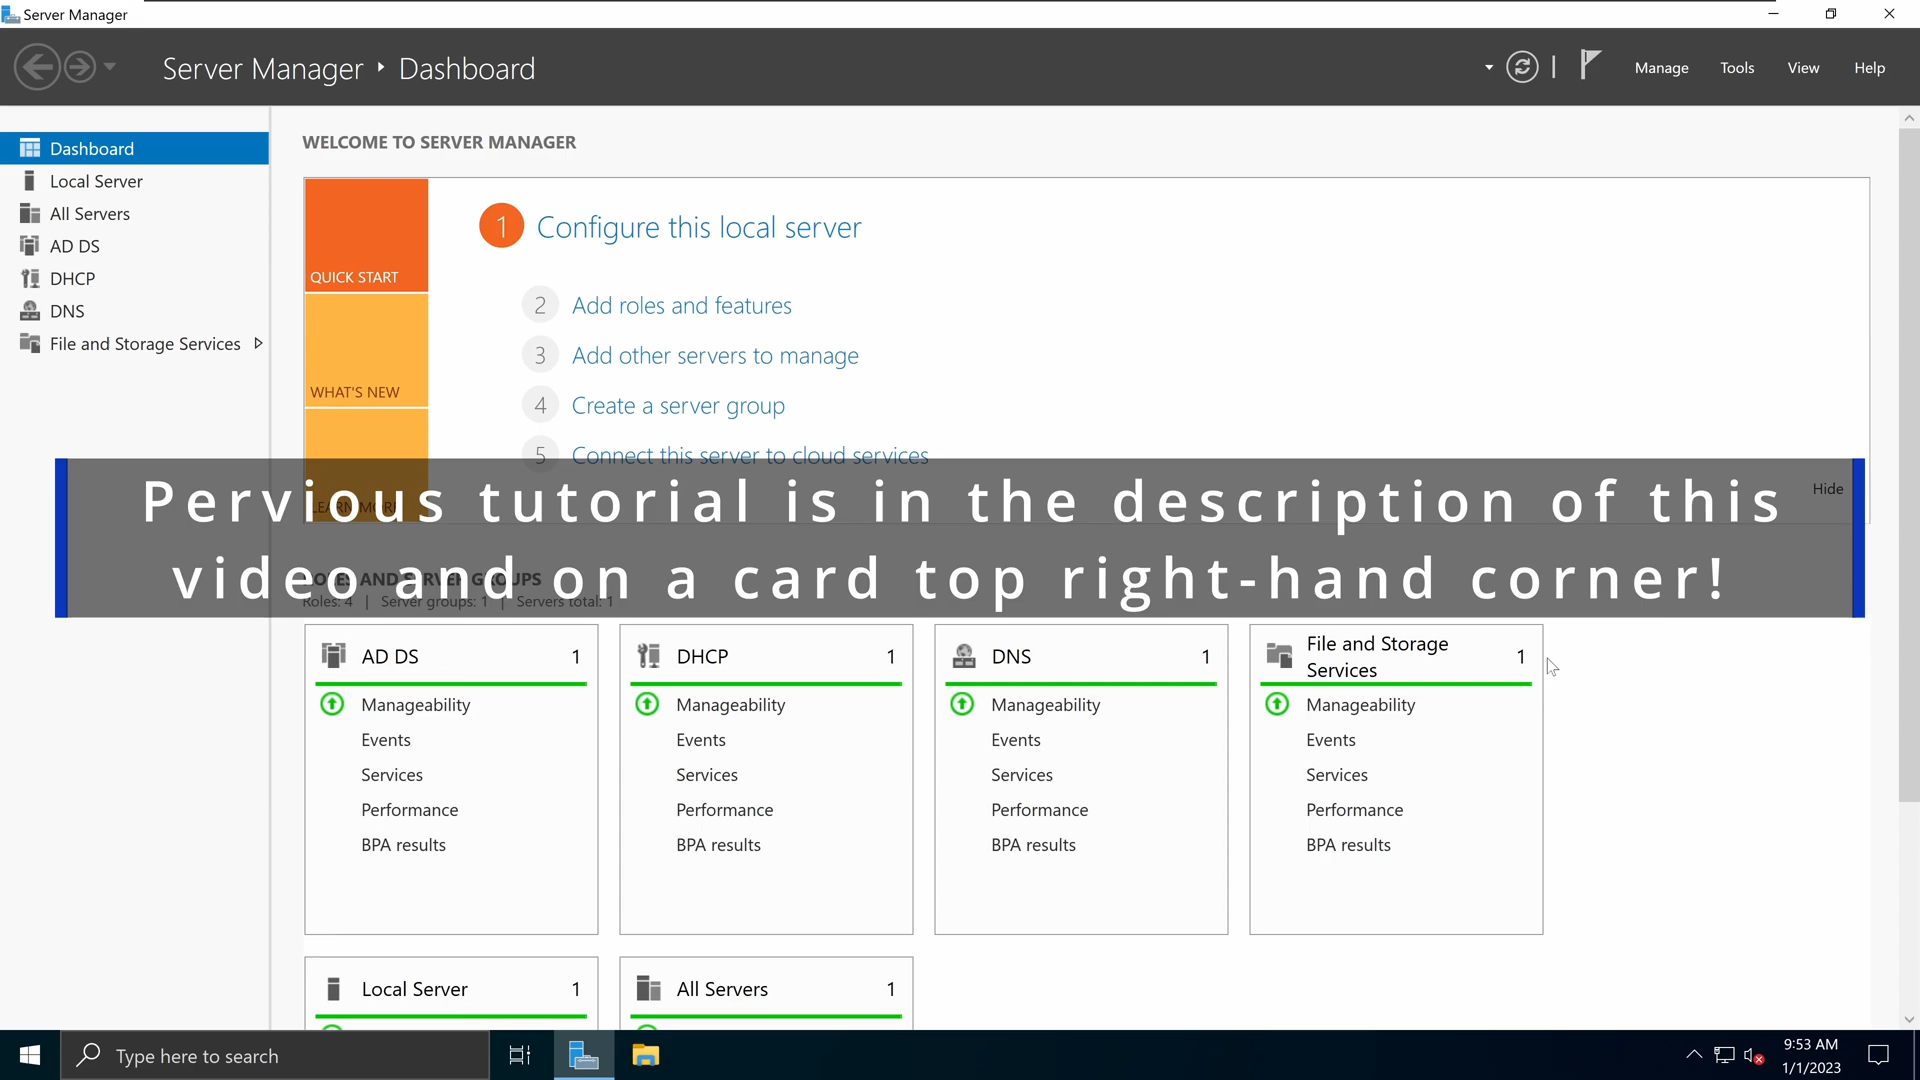 Server Manager
Server Manager ‣ Dashboard
Manage
Tools
View
Help
Dashboard
Local Server
All Servers
AD DS
DHCP
DNS
File and Storage Services
WELCOME TO SERVER MANAGER
QUICK START
WHAT'S NEW
LEARN MORE
1 Configure this local server
2 Add roles and features
3 Add other servers to manage
4 Create a server group
5 Connect this server to cloud services
Hide
Pervious tutorial is in the description of this
video and on a card top right-hand corner!
ROLES AND SERVER GROUPS
Roles: 4 | Server groups: 1 | Servers total: 1
AD DS 1
Manageability
Events
Services
Performance
BPA results
DHCP 1
Manageability
Events
Services
Performance
BPA results
DNS 1
Manageability
Events
Services
Performance
BPA results
File and Storage
Services 1
Manageability
Events
Services
Performance
BPA results
Local Server 1
All Servers 1
Type here to search
9:53 AM
1/1/2023